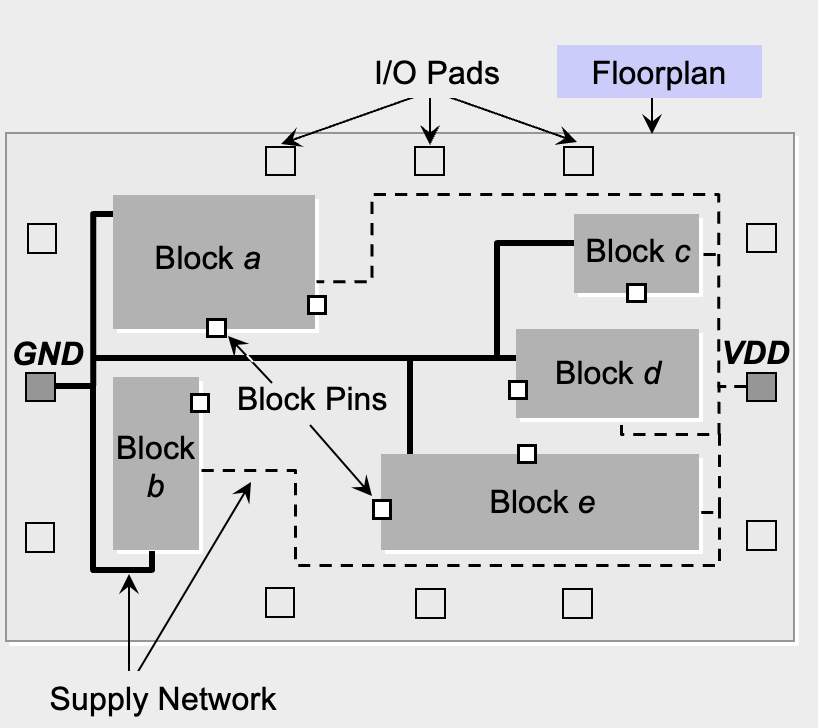 I/O Pads
Floorplan
Block a
Block c
GND
VDD
Block d
Block Pins
Block
b
Block e
Supply Network